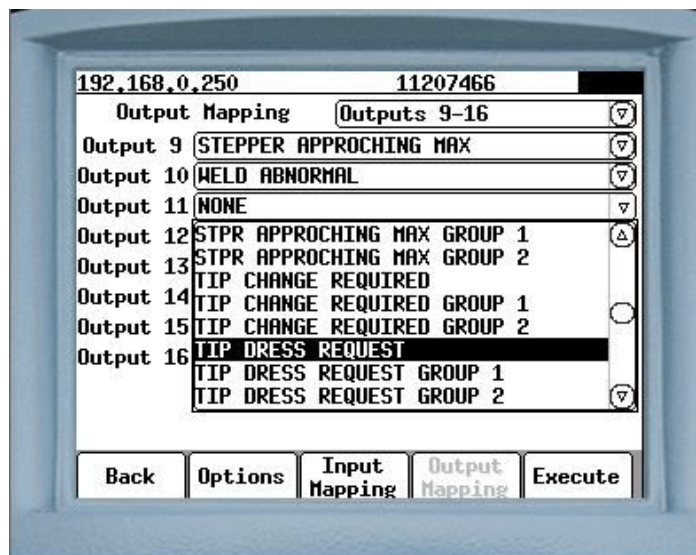 192.168.0.250 11207466
Output Mapping Outputs 9-16
Output 9 STEPPER APPROCHING MAX
Output 10 WELD ABNORMAL
Output 11 NONE
Output 12 STPR APPROCHING MAX GROUP 1
STPR APPROCHING MAX GROUP 2
Output 13
TIP CHANGE REQUIRED
Output 14 TIP CHANGE REQUIRED GROUP 1
Output 15 TIP CHANGE REQUIRED GROUP 2
Output 16 TIP DRESS REQUEST
TIP DRESS REQUEST GROUP 1
TIP DRESS REQUEST GROUP 2
Back Options Input Mapping Output Mapping Execute